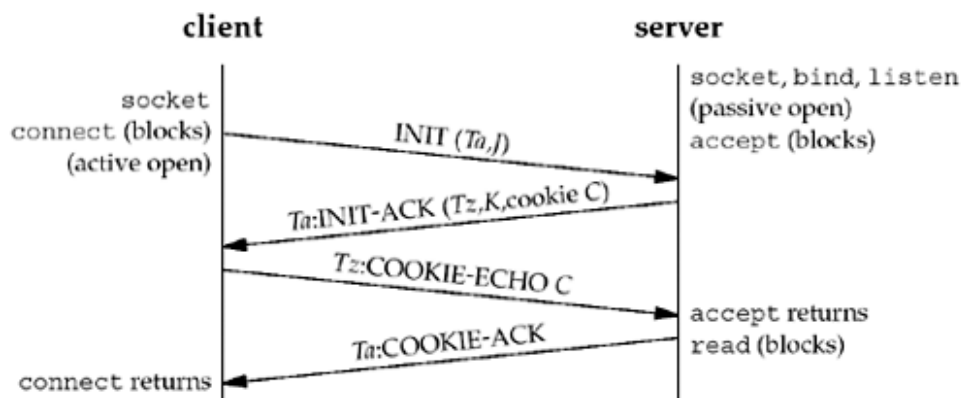 client
server
socket
connect (blocks)
(active open)
socket, bind, listen
(passive open)
accept (blocks)
INIT (Ta,J)
Ta:INIT-ACK (Tz,K,cookie C)
Tz:COOKIE-ECHO C
accept returns
read (blocks)
Ta:COOKIE-ACK
connect returns